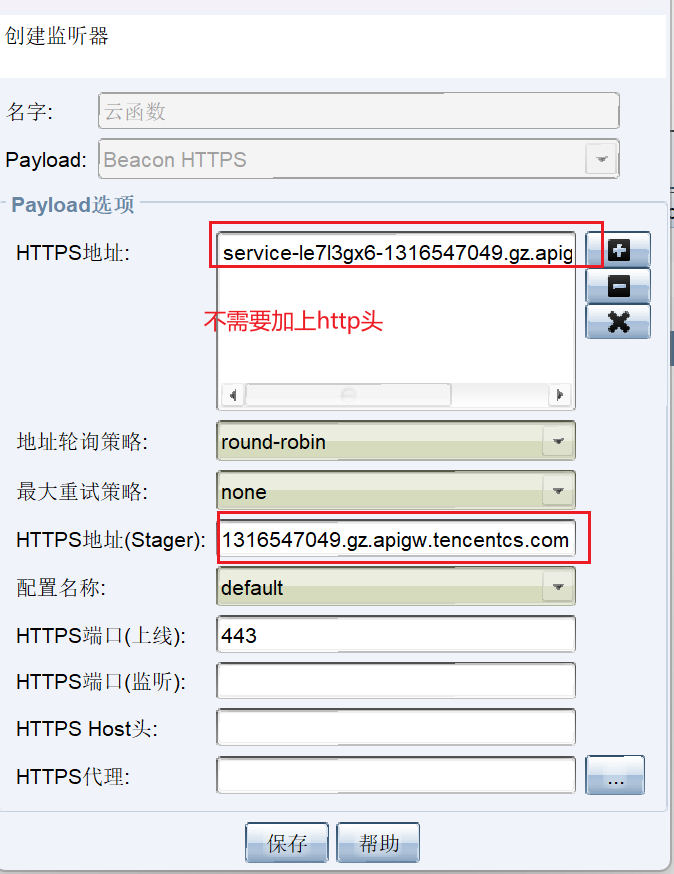 创建监听器
名字: 云函数
Payload: Beacon HTTPS
Payload选项
HTTPS地址: service-le7l3gx6-1316547049.gz.apig
不需要加上http头
地址轮询策略: round-robin
最大重试策略: none
HTTPS地址(Stager): 1316547049.gz.apigw.tencentcs.com
配置名称: default
HTTPS端口(上线): 443
HTTPS端口(监听):
HTTPS Host头:
HTTPS代理: ...
保存 帮助